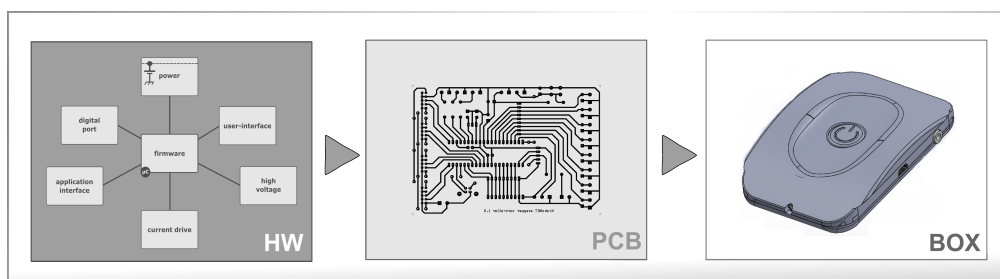 power
digital
port
user-interface
firmware
µC
application
interface
high
voltage
current drive
HW
PCB
BOX